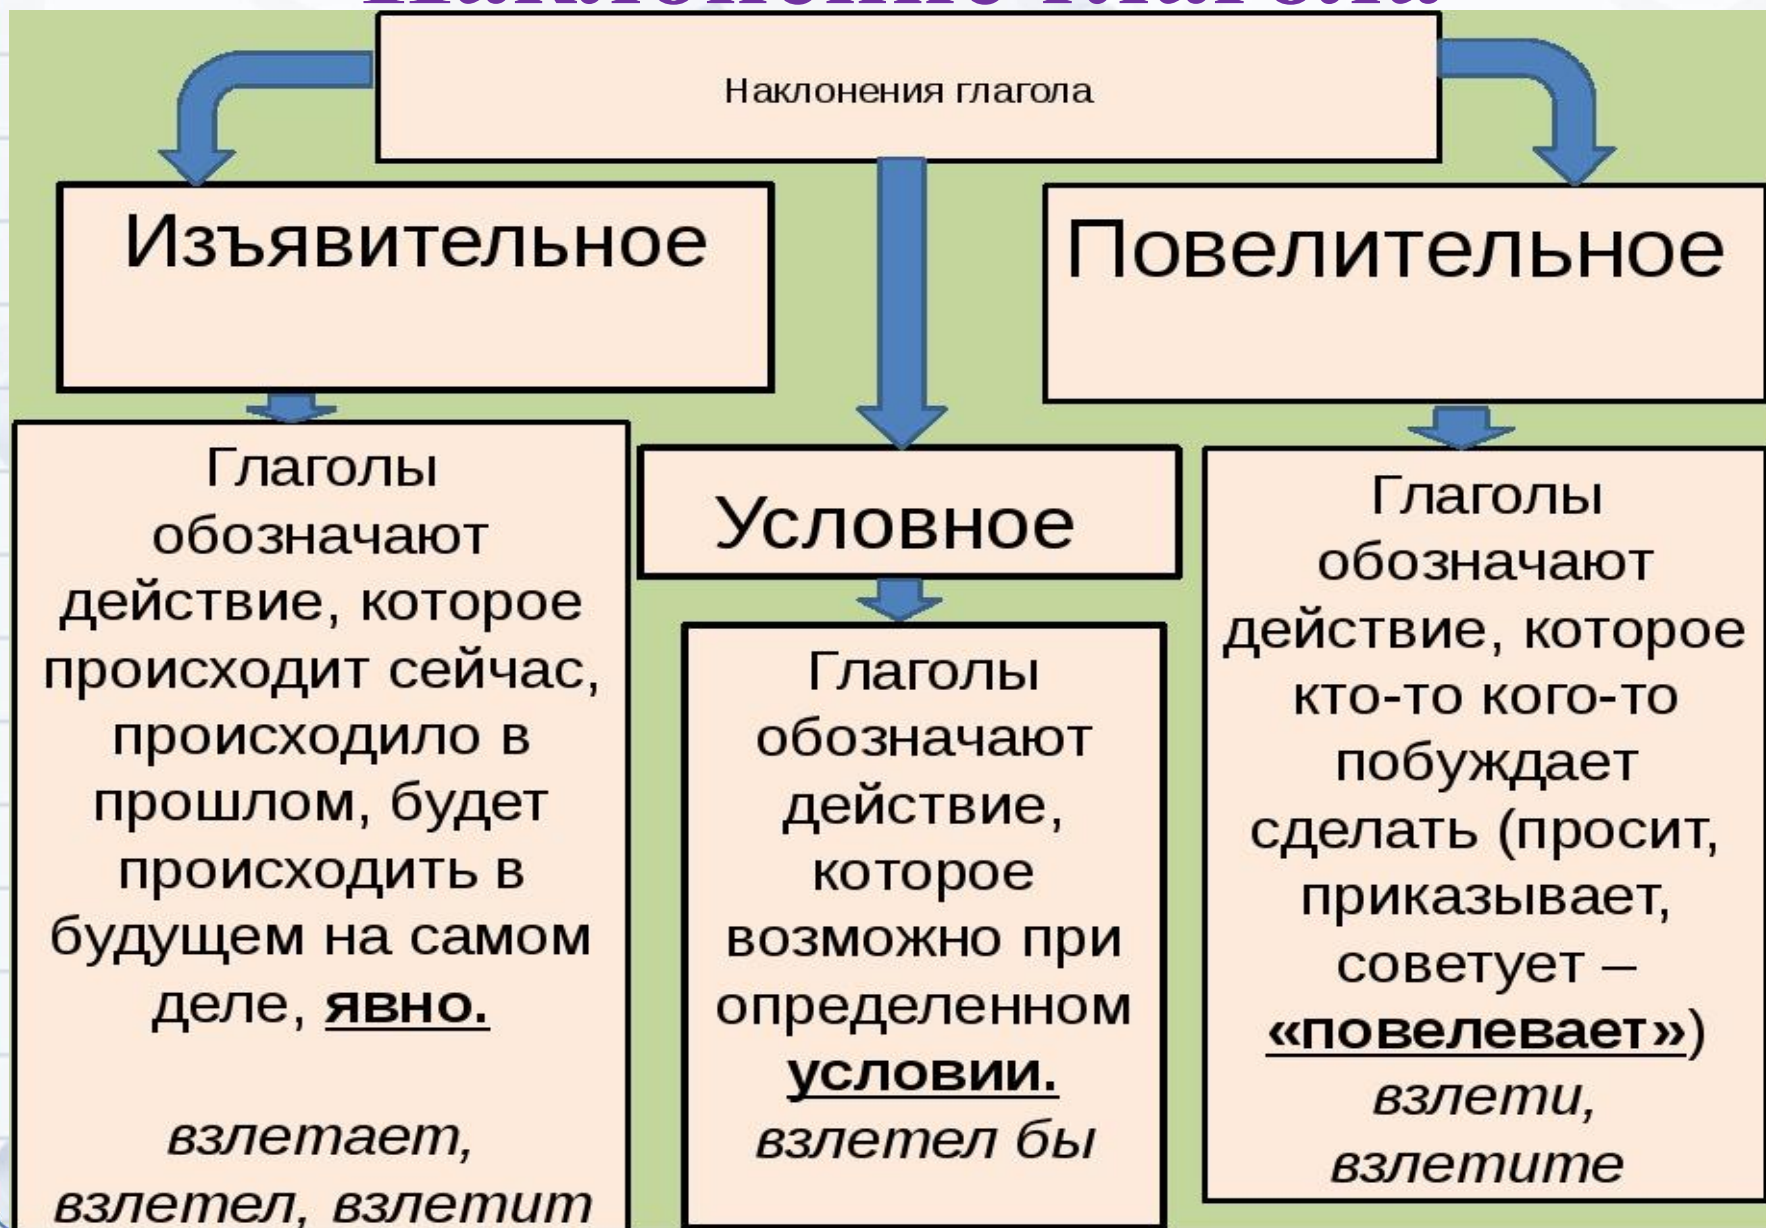 Наклонение глагола
Наклонения глагола
Изъявительное
Повелительное
Глаголы
обозначают
действие, которое
происходит сейчас,
происходило в
прошлом, будет
происходить в
будущем на самом
деле, явно.
взлетает,
взлетел, взлетит
Условное
Глаголы
обозначают
действие,
которое
возможно при
определенном
условии.
взлетел бы
Глаголы
обозначают
действие, которое
кто-то кого-то
побуждает
сделать (просит,
приказывает,
советует –
«повелевает»)
взлети,
взлетите